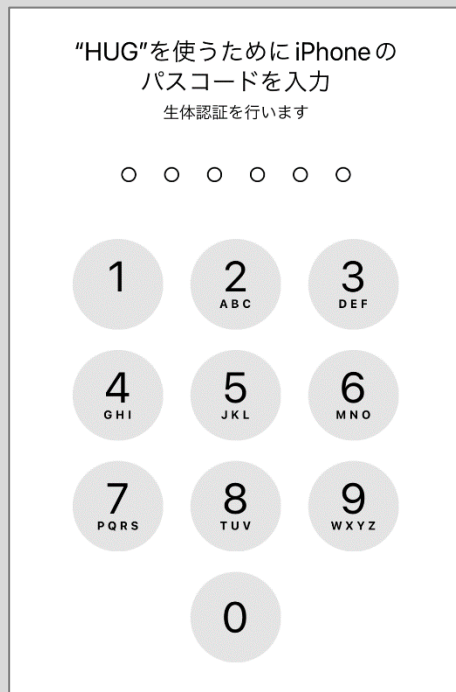 “HUG”を使うためにiPhoneの
パスコードを入力
生体認証を行います
1
2
ABC
3
DEF
4
GHI
5
JKL
6
MNO
7
PQRS
8
TUV
9
WXYZ
0